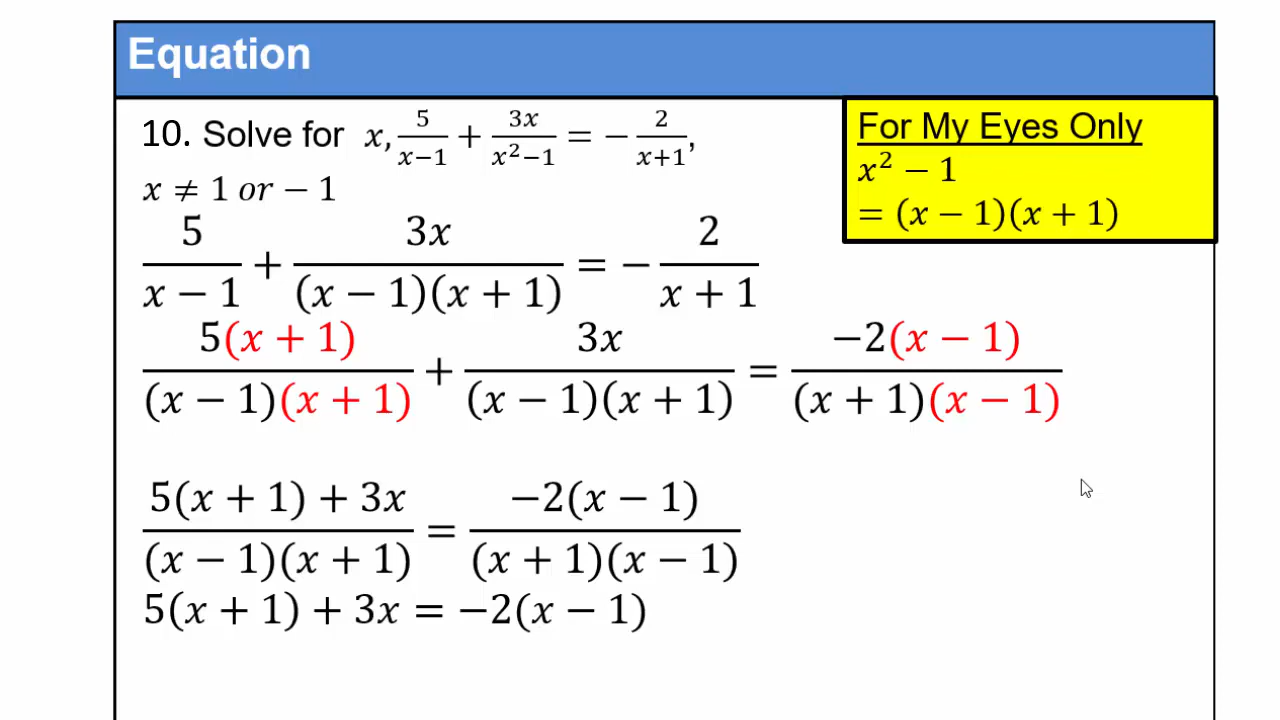 Equation
10. Solve for x, 5/(x−1) + 3x/(x²−1) = −2/(x+1),
x ≠ 1 or − 1
For My Eyes Only
x² − 1
= (x − 1)(x + 1)
5/(x − 1) + 3x/((x − 1)(x + 1)) = −2/(x + 1)
5(x + 1)/((x − 1)(x + 1)) + 3x/((x − 1)(x + 1)) = −2(x − 1)/((x + 1)(x − 1))
(5(x + 1) + 3x)/((x − 1)(x + 1)) = −2(x − 1)/((x + 1)(x − 1))
5(x + 1) + 3x = −2(x − 1)